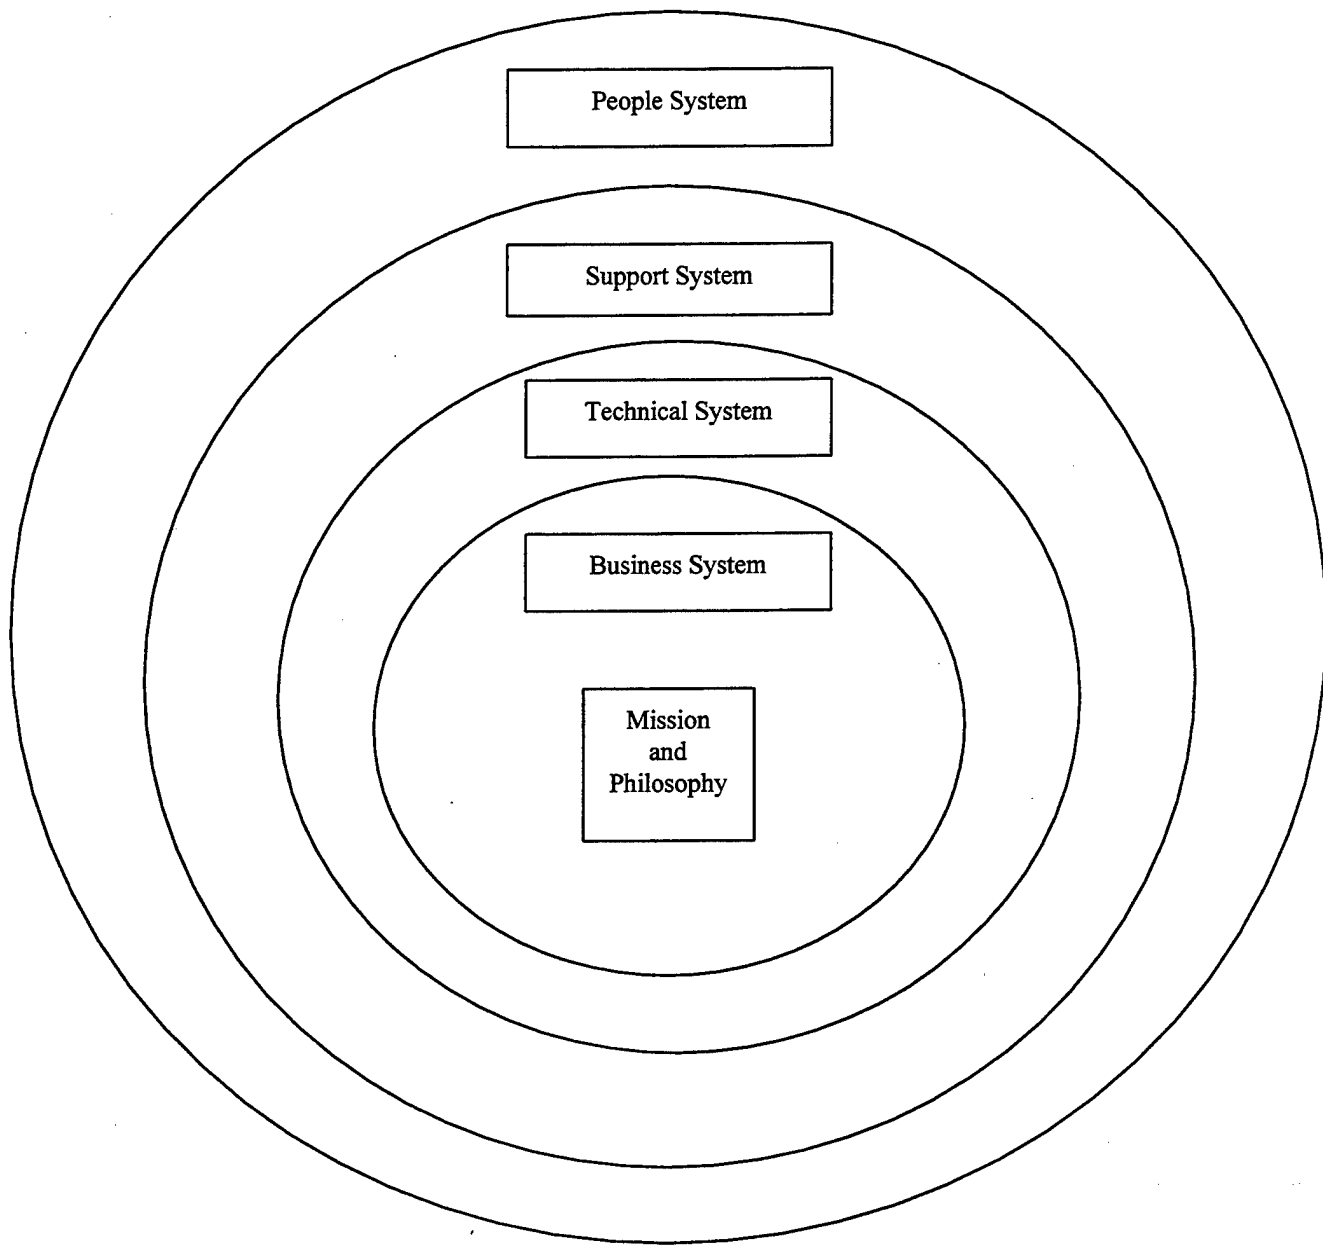 People System
Support System
Technical System
Business System
Mission
and
Philosophy